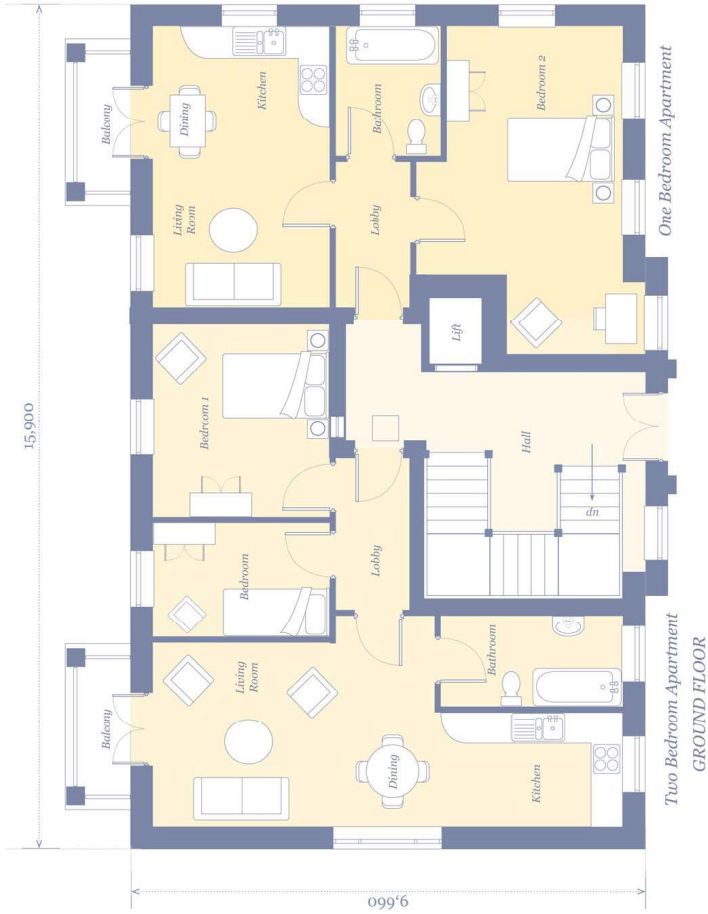 15,900
Balcony
Balcony
Living
Room
Bedroom
Bedroom 1
Living
Room
Dining
Kitchen
Dining
Lobby
Lobby
Bathroom
Kitchen
Bathroom
Lift
Hall
Bedroom 2
up
9,660
Two Bedroom Apartment
One Bedroom Apartment
GROUND FLOOR